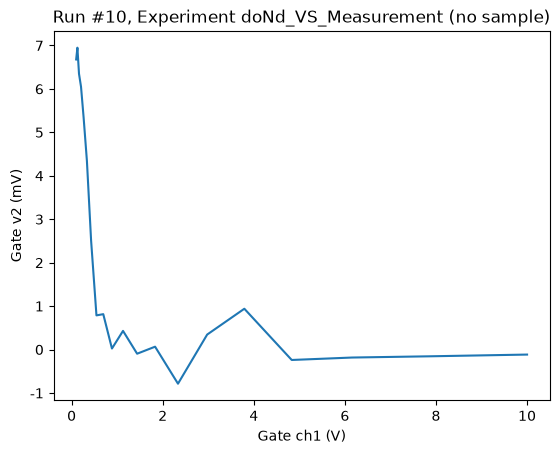 Run #10, Experiment doNd_VS_Measurement (no sample)
7
6
5
4
3
2
1
0
-1
Gate v2 (mV)
0 2 4 6 8 10
Gate ch1 (V)